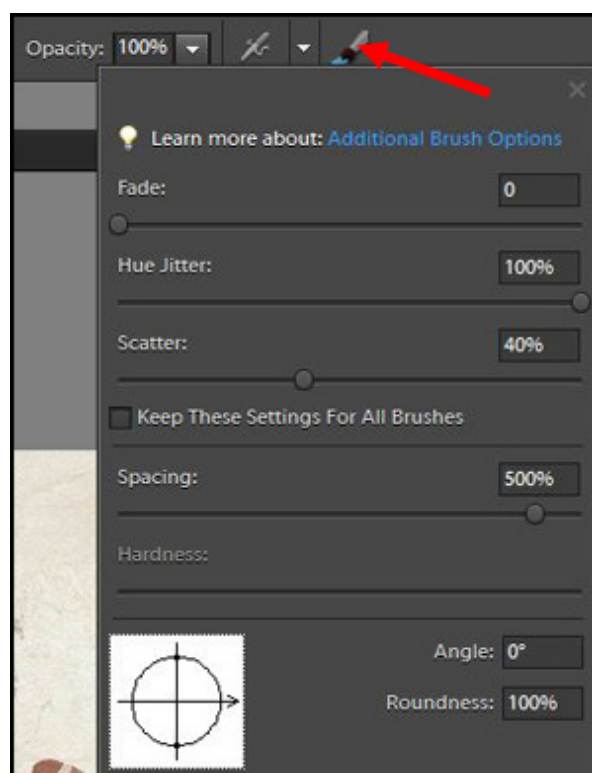 Opacity: 100%
Learn more about: Additional Brush Options
Fade: 0
Hue Jitter: 100%
Scatter: 40%
Keep These Settings For All Brushes
Spacing: 500%
Hardness:
Angle: 0°
Roundness: 100%